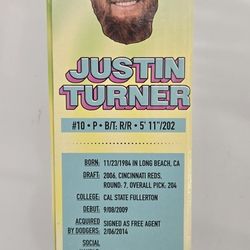 JUSTIN
TURNER
#10 • P • B/T: R/R • 5' 11"/202
BORN: 11/23/1984 IN LONG BEACH, CA
DRAFT: 2006, CINCINNATI REDS,
ROUND: 7, OVERALL PICK: 204
COLLEGE: CAL STATE FULLERTON
DEBUT: 9/08/2009
ACQUIRED SIGNED AS FREE AGENT
BY DODGERS: 2/06/2014
SOCIAL